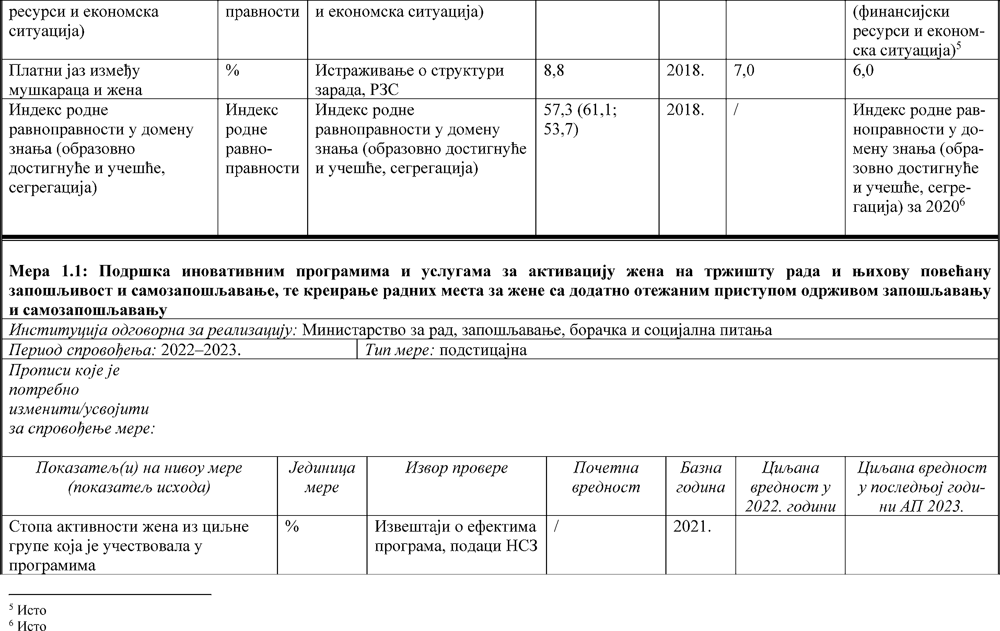 ресурси и економска
ситуација)
правности
и економска ситуација)
(финансијски
ресурси и економ-
ска ситуација)5
Платни јаз између
мушкараца и жена
%
Истраживање о структури
зарада, РЗС
8,8
2018.
7,0
6,0
Индекс родне
равноправности у домену
знања (образовно
достигнуће и учешће,
сегрегација)
Индекс
родне
равно-
правности
Индекс родне
равноправности у домену
знања (образовно достигнуће
и учешће, сегрегација)
57,3 (61,1;
53,7)
2018.
/
Индекс родне рав-
ноправности у до-
мену знања (обра-
зовно достигнуће
и учешће, сегре-
гација) за 20206
Мера 1.1: Подршка иновативним програмима и услугама за активацију жена на тржишту рада и њихову повећану
запошљивост и самозапошљавање, те креирање радних места за жене са додатно отежаним приступом одрживом запошљавању
и самозапошљавању
Институција одговорна за реализацију: Министарство за рад, запошљавање, борачка и социјална питања
Период спровођења: 2022–2023.
Тип мере: подстицајна
Прописи које је
потребно
изменити/усвојити
за спровођење мере:
Показатељ(и) на нивоу мере
(показатељ исхода)
Јединица
мере
Извор провере
Почетна
вредност
Базна
година
Циљана
вредност у
2022. години
Циљана вредност
у последњој годи-
ни АП 2023.
Стопа активности жена из циљне
групе која је учествовала у
програмима
%
Извештаји о ефектима
програма, подаци НСЗ
/
2021.
5 Исто
6 Исто